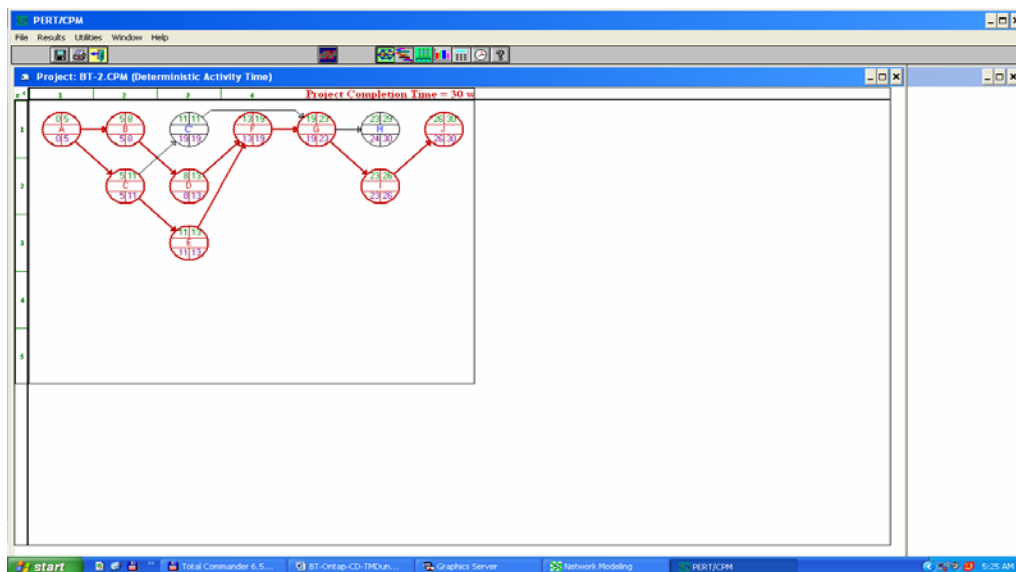 PERT/CPM
File Results Utilities Window Help
Project: BT-2.CPM (Deterministic Activity Time)
1 2 3 4 Project Completion Time = 30 w
1
0 5 A 0 5
5 8 B 5 8
11 11 C' 19 19
13 19 F 13 19
19 23 G 19 23
23 29 H 24 30
26 30 J 26 30
2
5 11 C 5 11
8 13 D 8 13
23 26 I 23 26
3
11 13 E 11 13
4
5
start Total Commander 6.5... BT-Ontap-CD-TMDun... Graphics Server Network Modeling PERT/CPM 5:25 AM